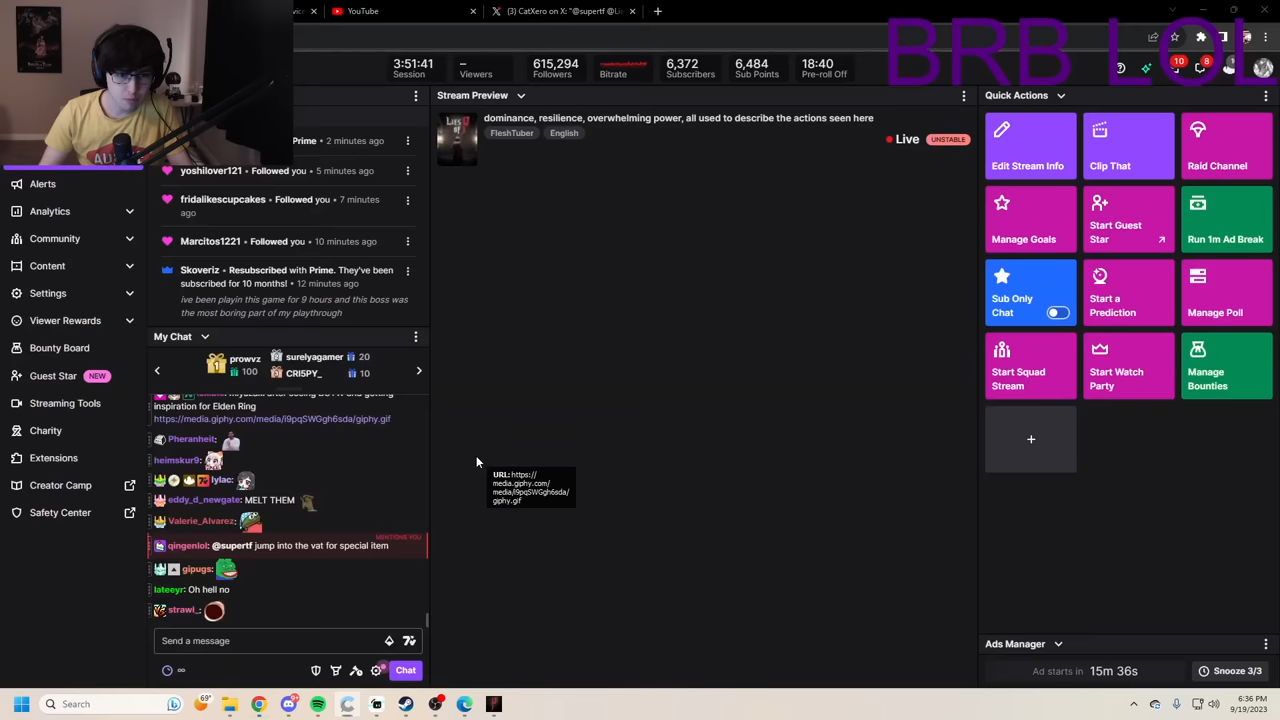 YouTube
(3) CatXero on X: "@supertf @Lie
BRB LOL
3:51:41
Session
–
Viewers
615,294
Followers
Bitrate
6,372
Subscribers
6,484
Sub Points
18:40
Pre-roll Off
10
8
Alerts
Analytics
Community
Content
Settings
Viewer Rewards
Bounty Board
Guest Star NEW
Streaming Tools
Charity
Extensions
Creator Camp
Safety Center
Prime • 2 minutes ago
yoshilover121 • Followed you • 5 minutes ago
fridalikescupcakes • Followed you • 7 minutes
ago
Marcitos1221 • Followed you • 10 minutes ago
Skoveriz • Resubscribed with Prime. They've been
subscribed for 10 months! • 12 minutes ago
ive been playin this game for 9 hours and this boss was
the most boring part of my playthrough
My Chat
prowvz
100
surelyagamer 20
CRI5PY_ 10
inspiration for Elden Ring
https://media.giphy.com/media/i9pqSWGgh6sda/giphy.gif
Pheranheit:
heimskur9:
lylac:
eddy_d_newgate: MELT THEM
Valerie_Alvarez:
MENTIONS YOU
qingenlol: @supertf jump into the vat for special item
gipugs:
lateeyr: Oh hell no
strawl_:
Send a message
Chat
Stream Preview
dominance, resilience, overwhelming power, all used to describe the actions seen here
FleshTuber English
Live UNSTABLE
URL: https://
media.giphy.com/
media/i9pqSWGgh6sda/
giphy.gif
Quick Actions
Edit Stream Info
Clip That
Raid Channel
Manage Goals
Start Guest
Star
Run 1m Ad Break
Sub Only
Chat
Start a
Prediction
Manage Poll
Start Squad
Stream
Start Watch
Party
Manage
Bounties
+
Ads Manager
Ad starts in 15m 36s
Snooze 3/3
Search
69°
6:36 PM
9/19/2023